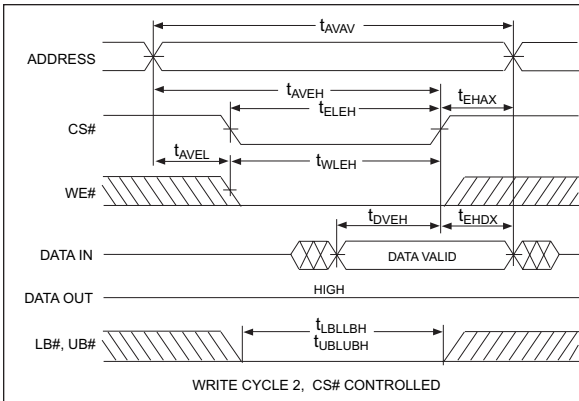 tAVAV
ADDRESS
tAVEH
tELEH
tEHAX
CS#
tAVEL
tWLEH
WE#
tDVEH
tEHDX
DATA IN
DATA VALID
DATA OUT
HIGH
tLBLLBH
tUBLUBH
LB#, UB#
WRITE CYCLE 2, CS# CONTROLLED